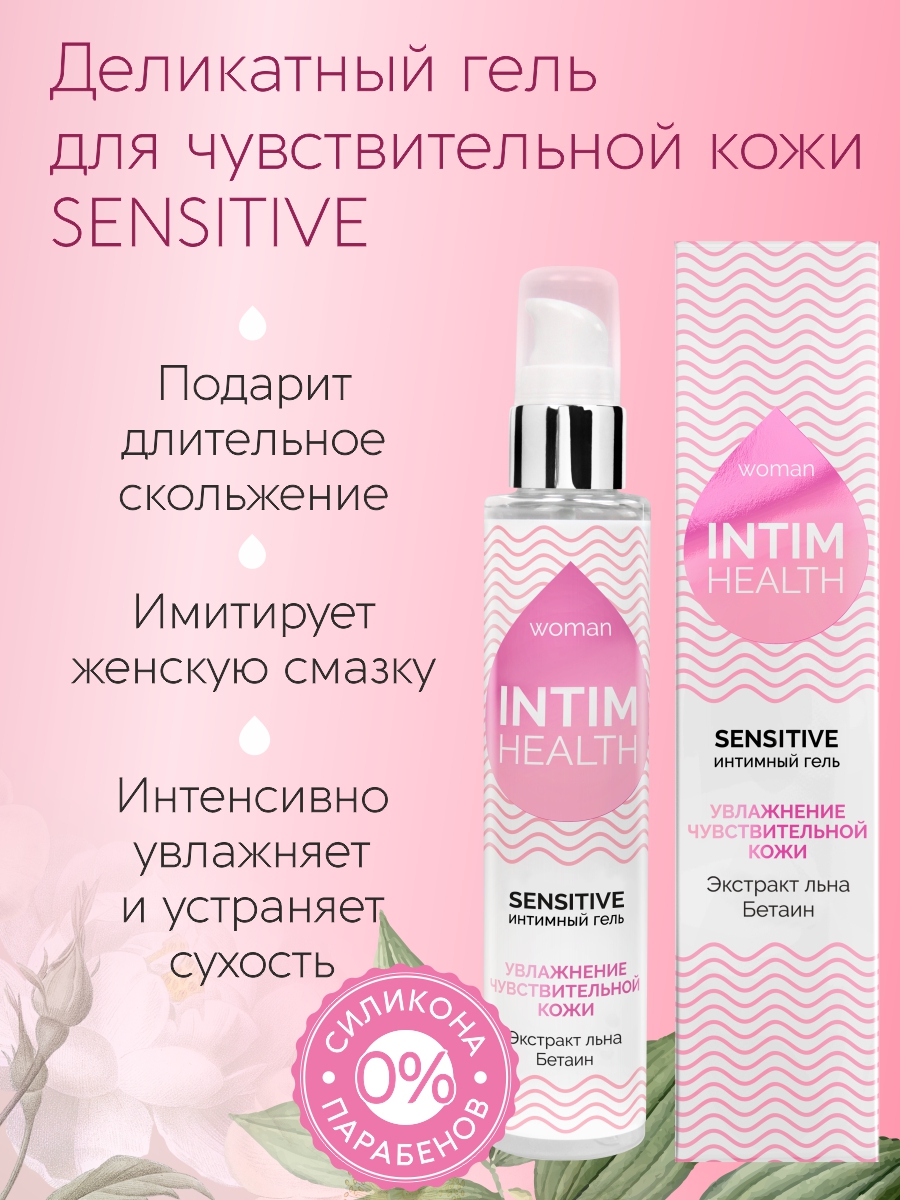 Деликатный гель
для чувствительной кожи
SENSITIVE
Подарит
длительное
скольжение
Имитирует
женскую смазку
Интенсивно
увлажняет
и устраняет
сухость
СИЛИКОНА
0%
ПАРАБЕНОВ
woman
INTIM
HEALTH
SENSITIVE
интимный гель
УВЛАЖНЕНИЕ
ЧУВСТВИТЕЛЬНОЙ
КОЖИ
Экстракт льна
Бетаин
woman
INTIM
HEALTH
SENSITIVE
интимный гель
УВЛАЖНЕНИЕ
ЧУВСТВИТЕЛЬНОЙ
КОЖИ
Экстракт льна
Бетаин